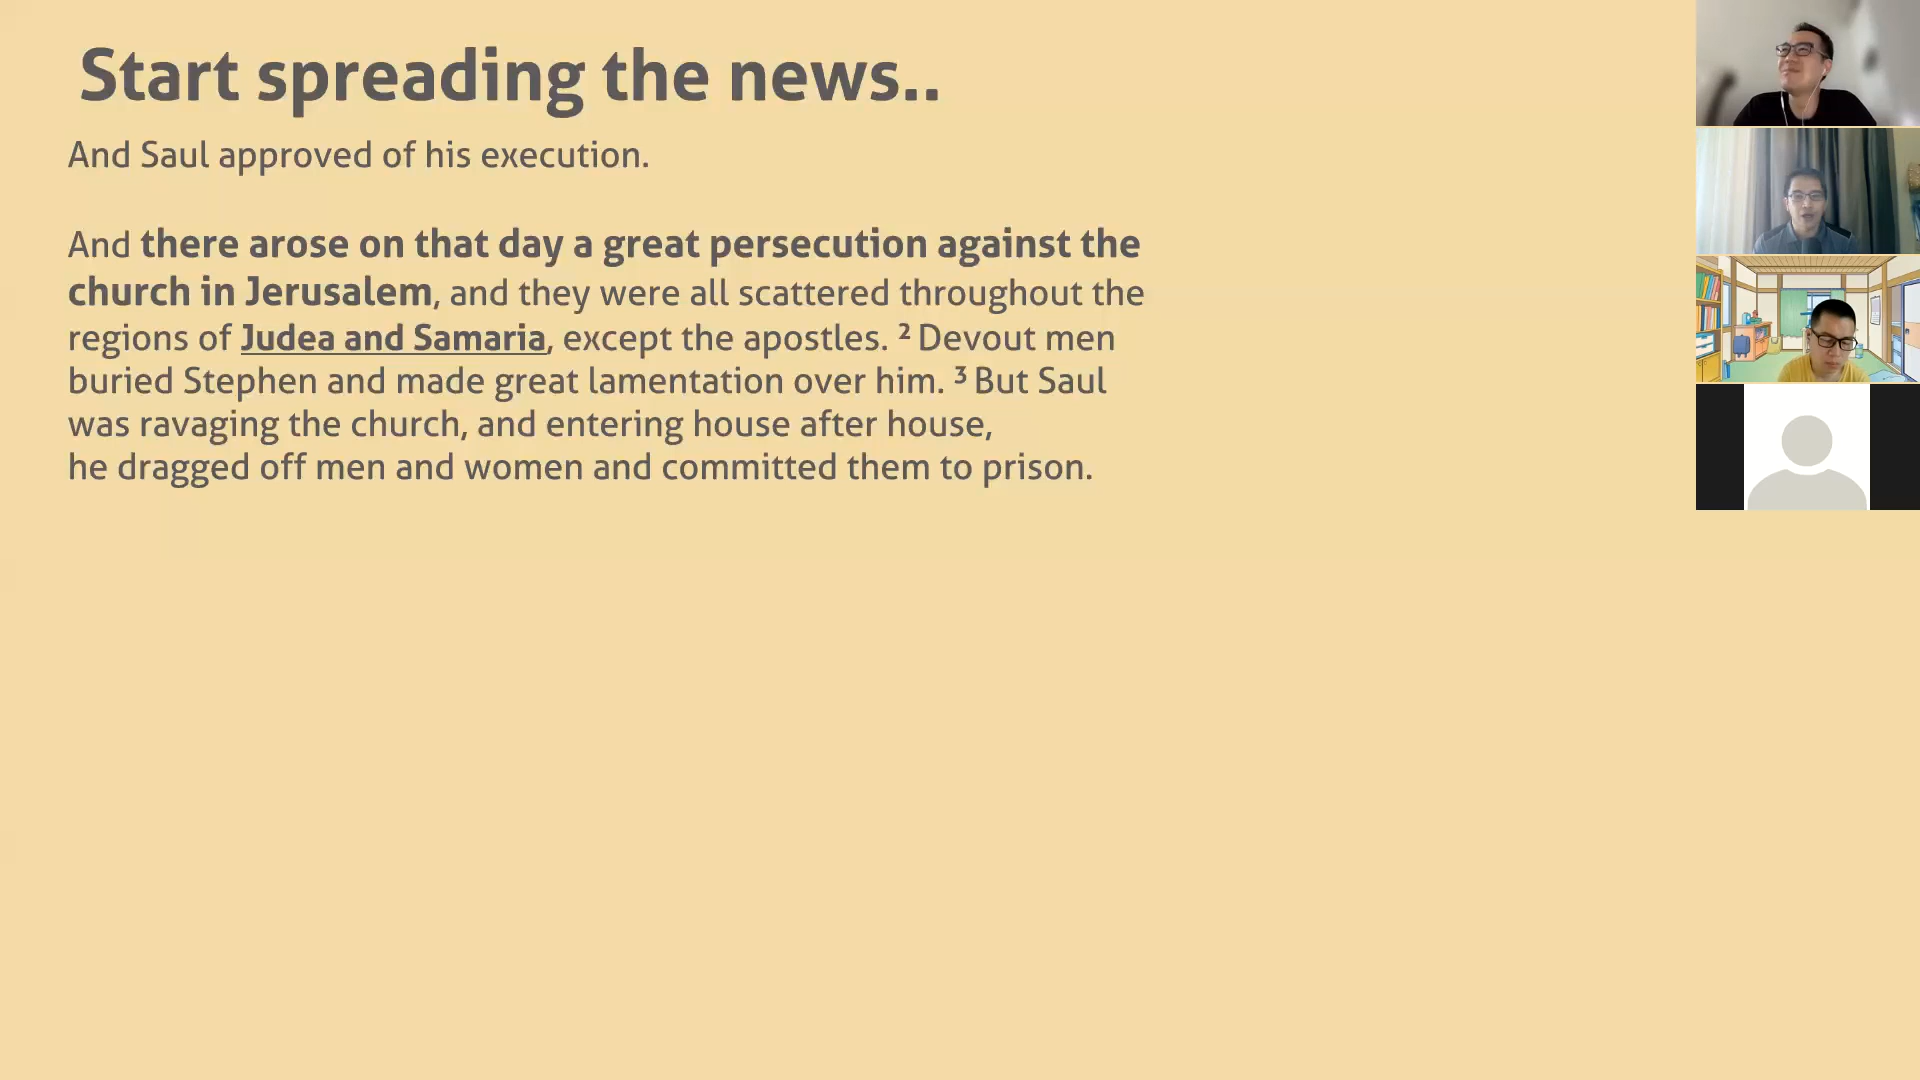 Start spreading the news..
And Saul approved of his execution.
And there arose on that day a great persecution against the
church in Jerusalem, and they were all scattered throughout the
regions of Judea and Samaria, except the apostles. ² Devout men
buried Stephen and made great lamentation over him. ³ But Saul
was ravaging the church, and entering house after house,
he dragged off men and women and committed them to prison.